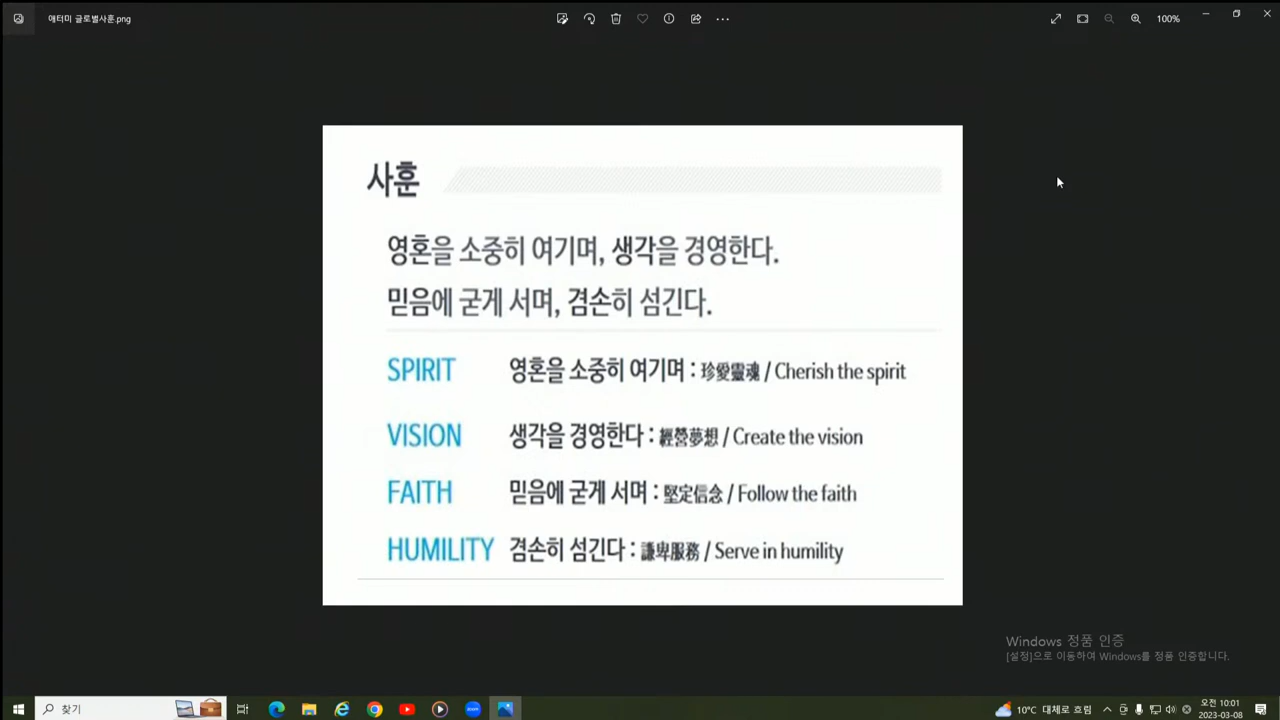 애터미 글로벌사훈.png
100%
사훈
영혼을 소중히 여기며, 생각을 경영한다.
믿음에 굳게 서며, 겸손히 섬긴다.
SPIRIT 영혼을 소중히 여기며 : 珍愛靈魂 / Cherish the spirit
VISION 생각을 경영한다 : 經營夢想 / Create the vision
FAITH 믿음에 굳게 서며 : 堅定信念 / Follow the faith
HUMILITY 겸손히 섬긴다 : 謙卑服務 / Serve in humility
Windows 정품 인증
[설정]으로 이동하여 Windows를 정품 인증합니다.
찾기
zoom
10°C 대체로 흐림
오전 10:01
2023-03-08